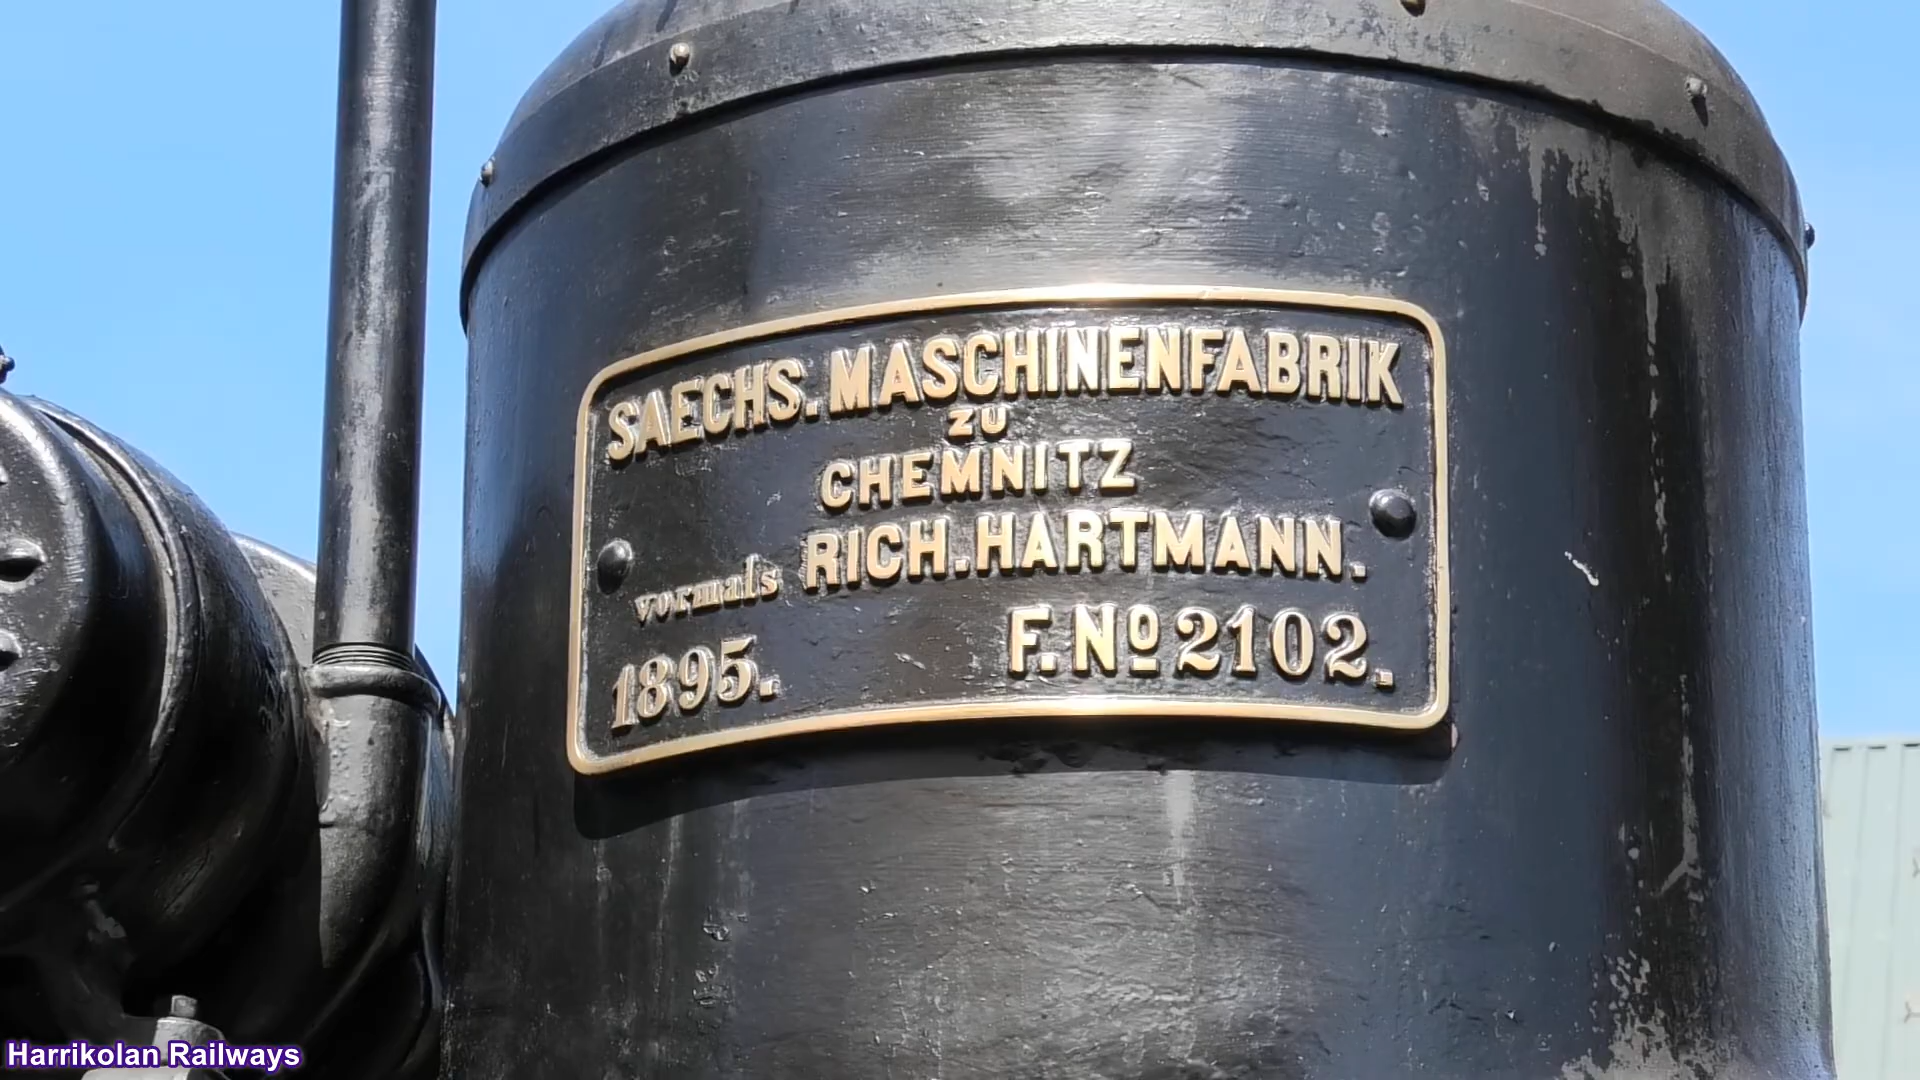 SAECHS. MASCHINENFABRIK
ZU
CHEMNITZ
vormals RICH. HARTMANN.
1895. F. No 2102.
Harrikolan Railways